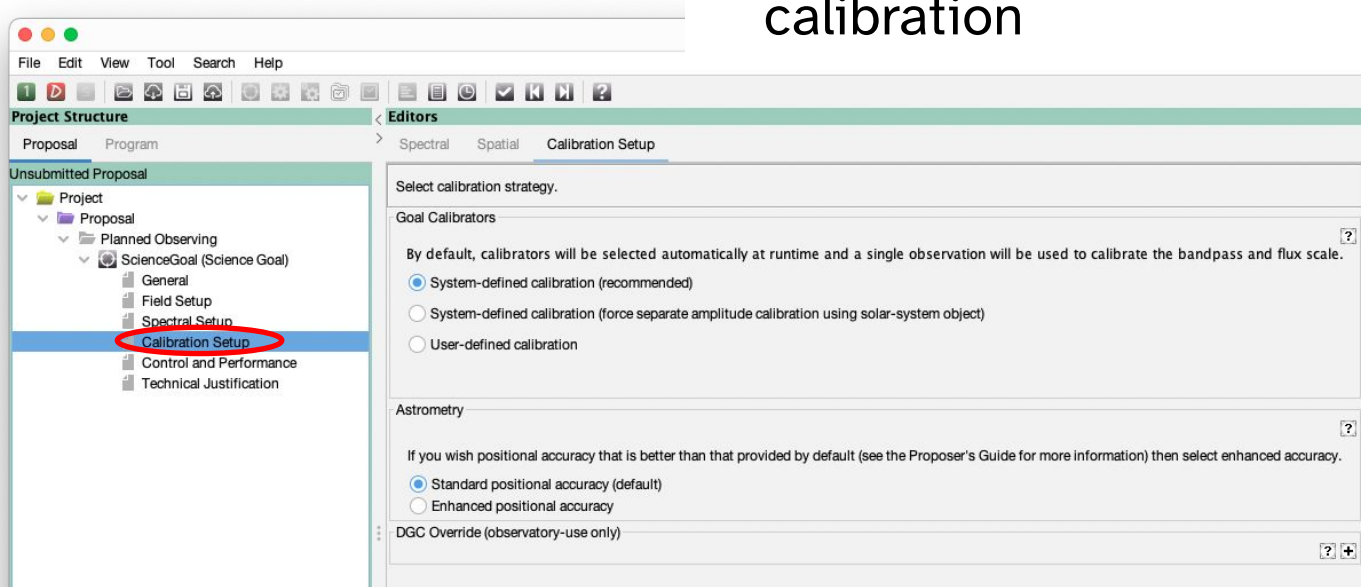 calibration
File Edit View Tool Search Help
1 D ?
Project Structure
Proposal Program
Unsubmitted Proposal
Project
Proposal
Planned Observing
ScienceGoal (Science Goal)
General
Field Setup
Spectral Setup
Calibration Setup
Control and Performance
Technical Justification
Editors
Spectral Spatial Calibration Setup
Select calibration strategy.
Goal Calibrators
?
By default, calibrators will be selected automatically at runtime and a single observation will be used to calibrate the bandpass and flux scale.
System-defined calibration (recommended)
System-defined calibration (force separate amplitude calibration using solar-system object)
User-defined calibration
Astrometry
?
If you wish positional accuracy that is better than that provided by default (see the Proposer's Guide for more information) then select enhanced accuracy.
Standard positional accuracy (default)
Enhanced positional accuracy
DGC Override (observatory-use only)
? +